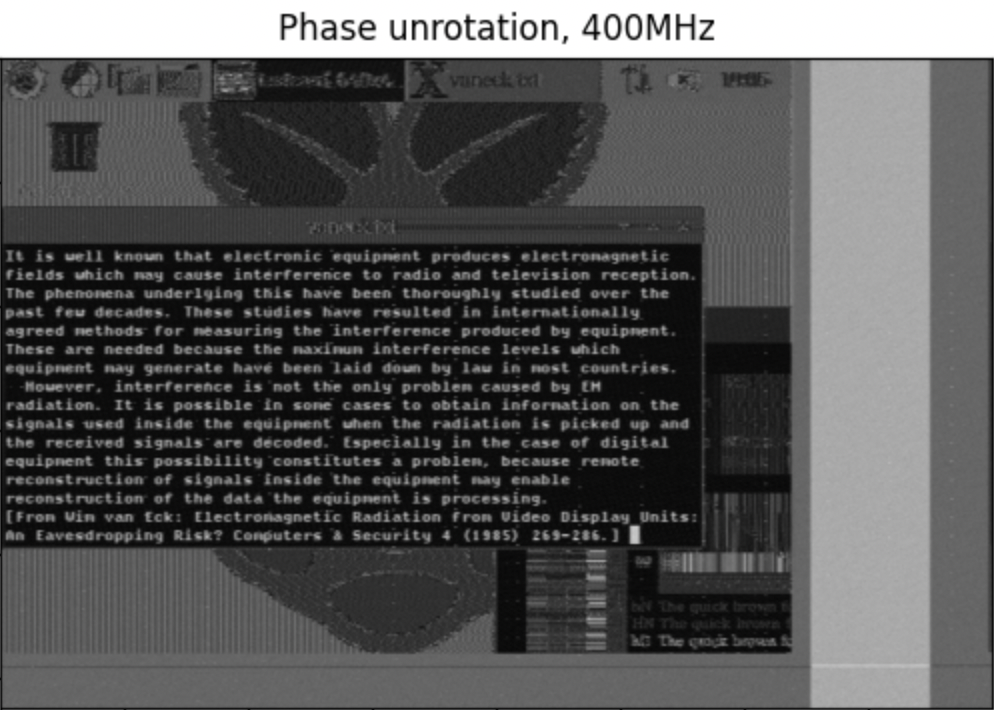 Phase unrotation, 400MHz
vaneck.txt
vaneck.txt
It is well known that electronic equipment produces electromagnetic
fields which may cause interference to radio and television reception.
The phenomena underlying this have been thoroughly studied over the
past few decades. These studies have resulted in internationally
agreed methods for measuring the interference produced by equipment.
These are needed because the maximum interference levels which
equipment may generate have been laid down by law in most countries.
However, interference is not the only problem caused by EM
radiation. It is possible in some cases to obtain information on the
signals used inside the equipment when the radiation is picked up and
the received signals are decoded. Especially in the case of digital
equipment this possibility constitutes a problem, because remote
reconstruction of signals inside the equipment may enable
reconstruction of the data the equipment is processing.
[From Wim van Eck: Electromagnetic Radiation from Video Display Units:
An Eavesdropping Risk? Computers & Security 4 (1985) 269-286.]
The quick brown
The quick brown
The quick brown